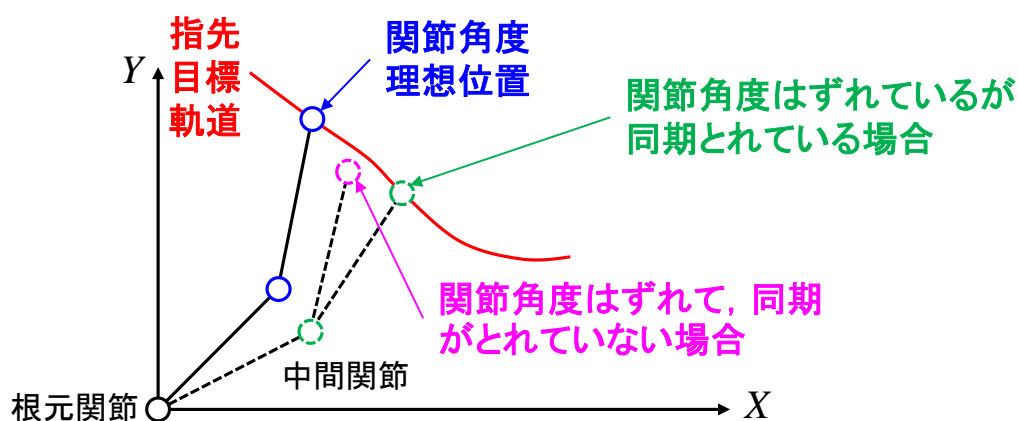 指先
目標
軌道
Y
関節角度
理想位置
関節角度はずれているが
同期とれている場合
関節角度はずれて, 同期
がとれていない場合
中間関節
根元関節
X